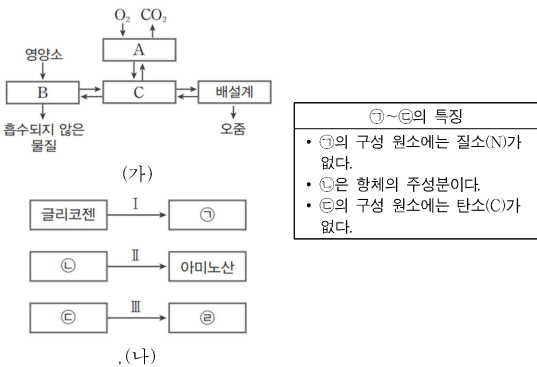 O₂ CO₂
A
영양소
B
C
배설계
흡수되지 않은
물질
오줌
(가)
글리코젠
Ⅰ
㉠
㉡
Ⅱ
아미노산
㉢
Ⅲ
㉣
,(나)
㉠~㉢의 특징
• ㉠의 구성 원소에는 질소(N)가
없다.
• ㉡은 항체의 주성분이다.
• ㉢의 구성 원소에는 탄소(C)가
없다.